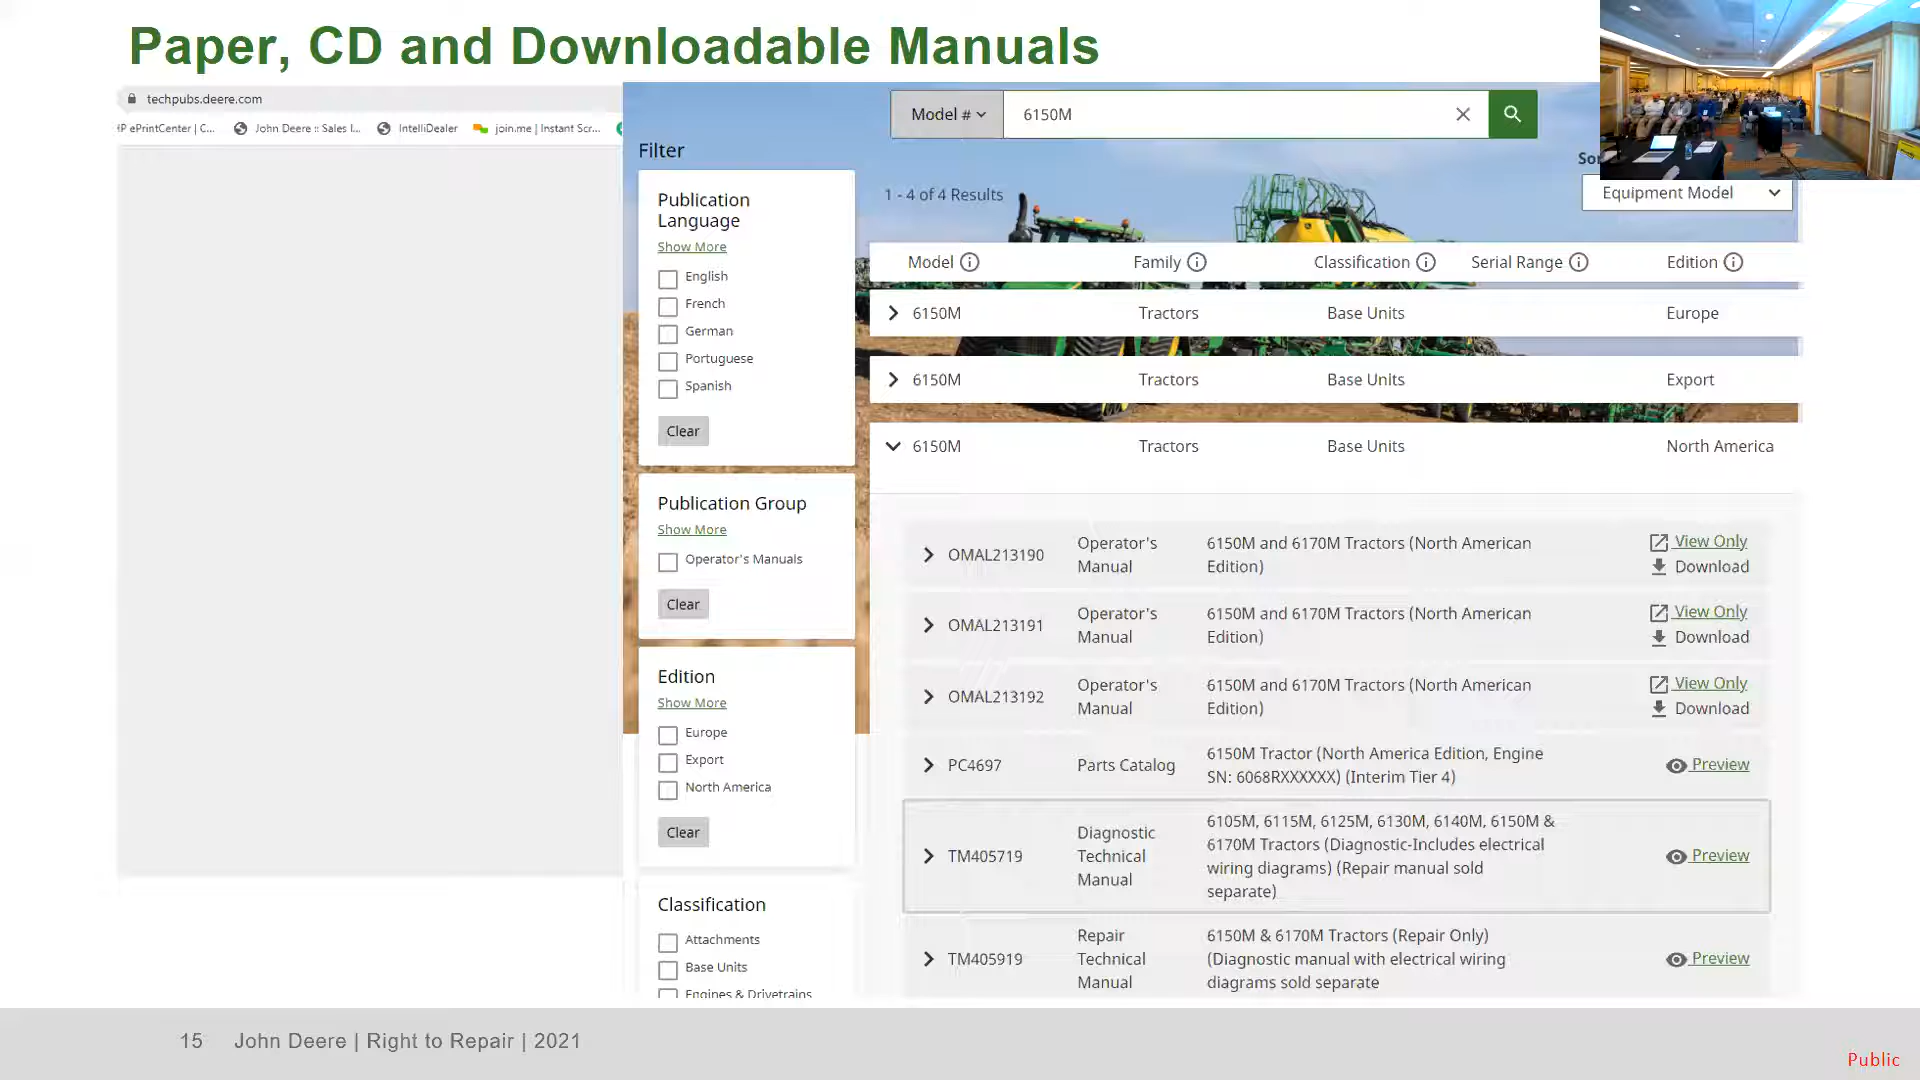 Paper, CD and Downloadable Manuals
techpubs.deere.com
HP ePrintCenter | C...
John Deere :: Sales I...
IntelliDealer
join.me | Instant Scr...
Model #
6150M
Filter
Publication
Language
Show More
English
French
German
Portuguese
Spanish
Clear
Publication Group
Show More
Operator's Manuals
Clear
Edition
Show More
Europe
Export
North America
Clear
Classification
Attachments
Base Units
Engines & Drivetrains
1 - 4 of 4 Results
Equipment Model
Model Family Classification Serial Range Edition
6150M Tractors Base Units Europe
6150M Tractors Base Units Export
6150M Tractors Base Units North America
OMAL213190 Operator's Manual 6150M and 6170M Tractors (North American Edition) View Only Download
OMAL213191 Operator's Manual 6150M and 6170M Tractors (North American Edition) View Only Download
OMAL213192 Operator's Manual 6150M and 6170M Tractors (North American Edition) View Only Download
PC4697 Parts Catalog 6150M Tractor (North America Edition, Engine SN: 6068RXXXXXX) (Interim Tier 4) Preview
TM405719 Diagnostic Technical Manual 6105M, 6115M, 6125M, 6130M, 6140M, 6150M & 6170M Tractors (Diagnostic-Includes electrical wiring diagrams) (Repair manual sold separate) Preview
TM405919 Repair Technical Manual 6150M & 6170M Tractors (Repair Only) (Diagnostic manual with electrical wiring diagrams sold separate Preview
15 John Deere | Right to Repair | 2021
Public